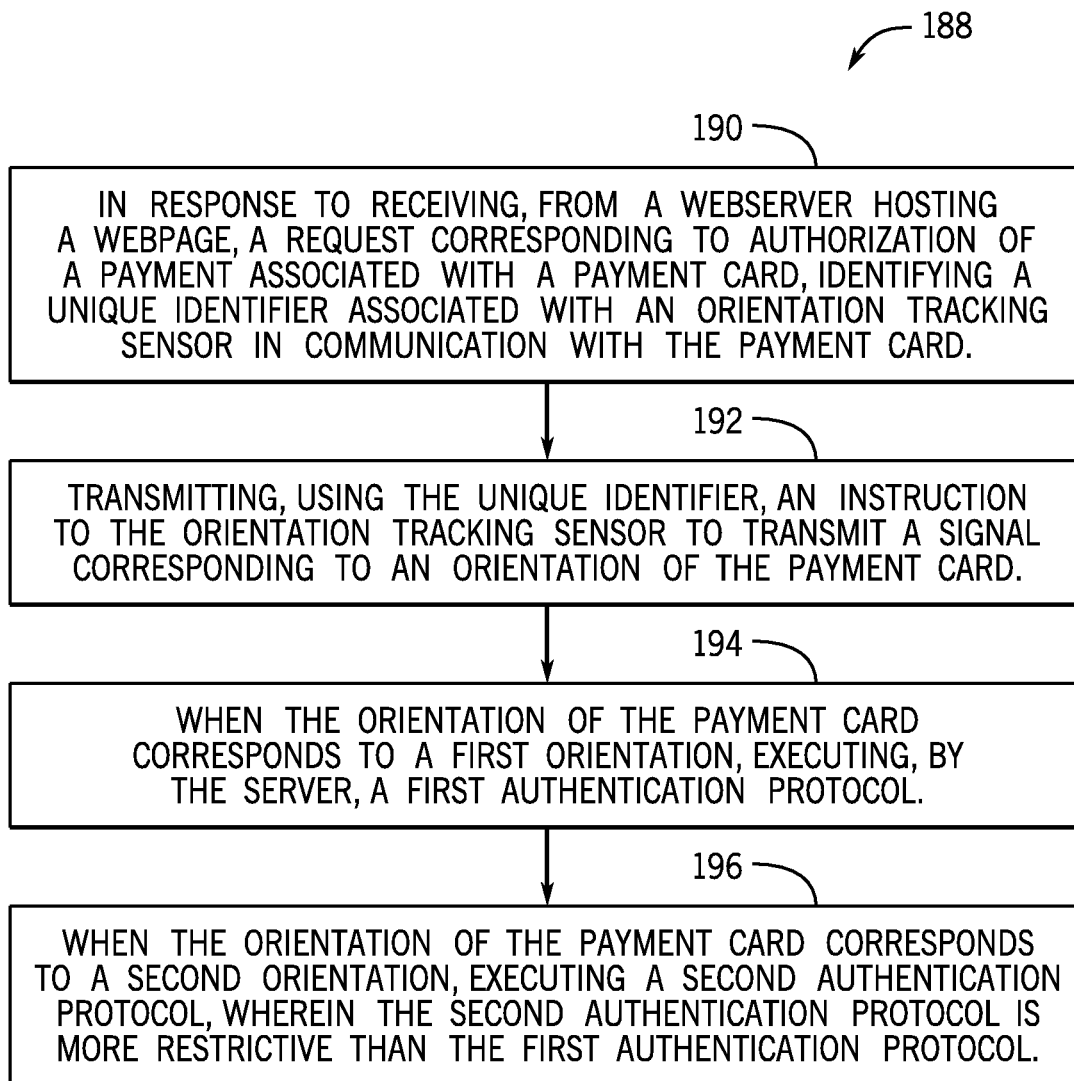 188
190
IN RESPONSE TO RECEIVING, FROM A WEBSERVER HOSTING
A WEBPAGE, A REQUEST CORRESPONDING TO AUTHORIZATION OF
A PAYMENT ASSOCIATED WITH A PAYMENT CARD, IDENTIFYING A
UNIQUE IDENTIFIER ASSOCIATED WITH AN ORIENTATION TRACKING
SENSOR IN COMMUNICATION WITH THE PAYMENT CARD.
192
TRANSMITTING, USING THE UNIQUE IDENTIFIER, AN INSTRUCTION
TO THE ORIENTATION TRACKING SENSOR TO TRANSMIT A SIGNAL
CORRESPONDING TO AN ORIENTATION OF THE PAYMENT CARD.
194
WHEN THE ORIENTATION OF THE PAYMENT CARD
CORRESPONDS TO A FIRST ORIENTATION, EXECUTING, BY
THE SERVER, A FIRST AUTHENTICATION PROTOCOL.
196
WHEN THE ORIENTATION OF THE PAYMENT CARD CORRESPONDS
TO A SECOND ORIENTATION, EXECUTING A SECOND AUTHENTICATION
PROTOCOL, WHEREIN THE SECOND AUTHENTICATION PROTOCOL IS
MORE RESTRICTIVE THAN THE FIRST AUTHENTICATION PROTOCOL.